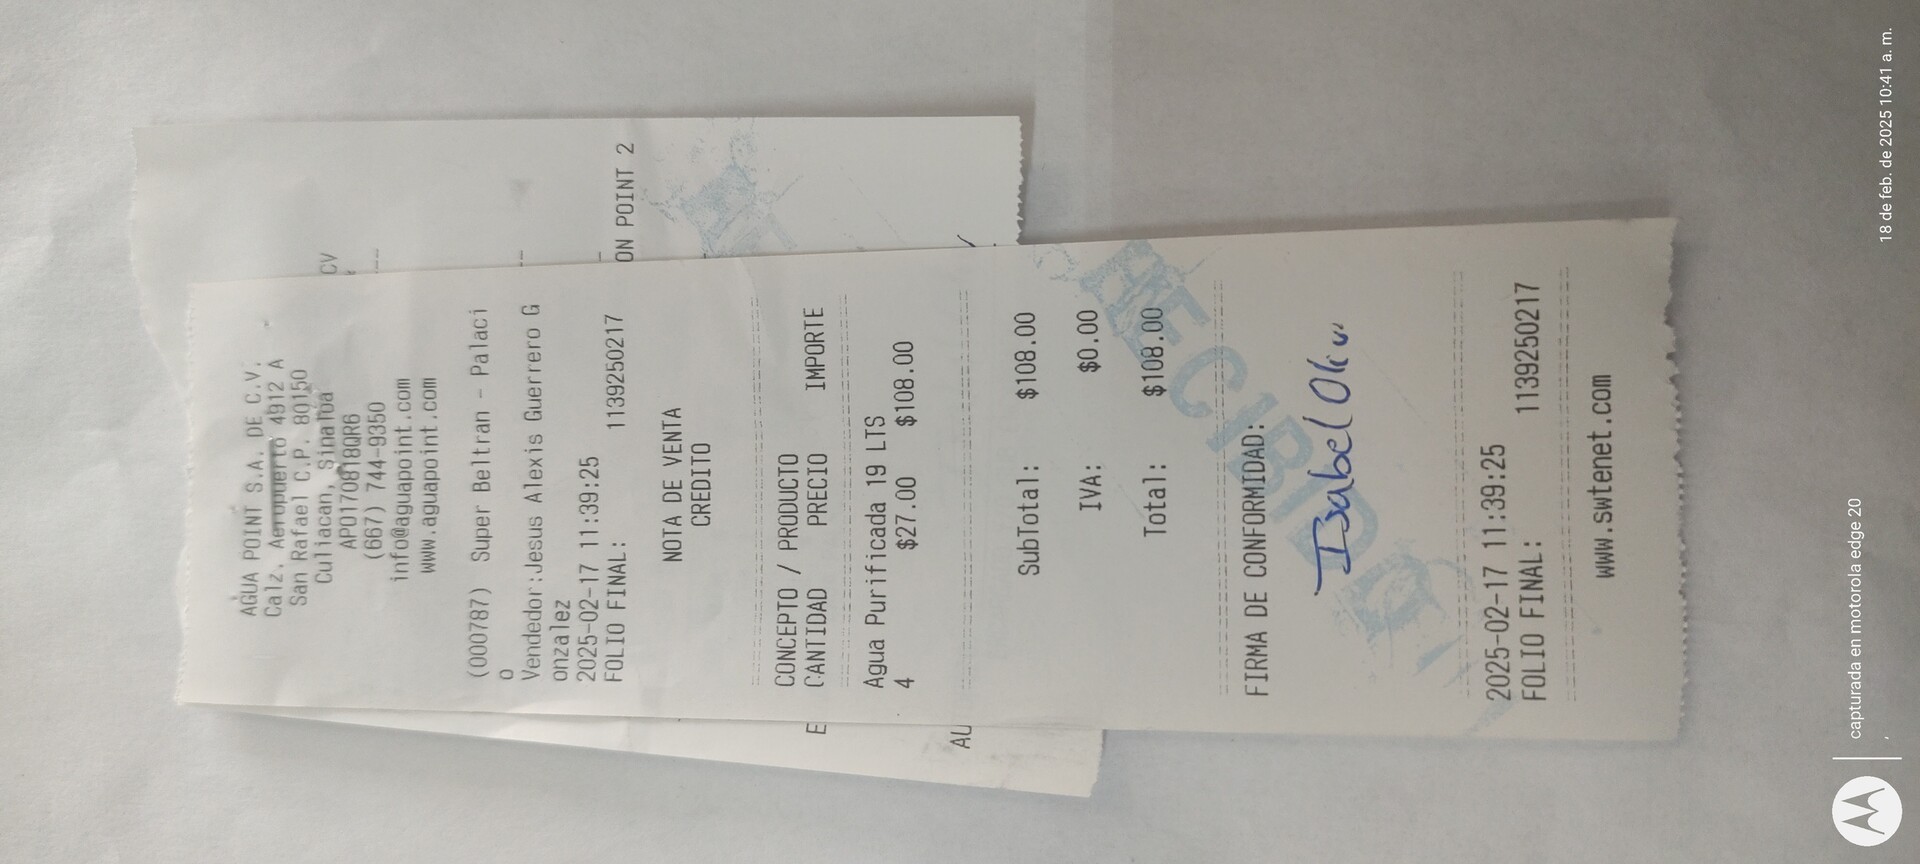 AGUA POINT S.A. DE C.V.
Calz. Aeropuerto 4912 A
San Rafael C.P. 80150
Culiacan, Sinaloa
APO170818QR6
(667) 744-9350
info@aguapoint.com
www.aguapoint.com
(000787) Super Beltran - Palaci
o
Vendedor:Jesus Alexis Guerrero G
onzalez
2025-02-17 11:39:25
FOLIO FINAL: 1139250217
NOTA DE VENTA
CREDITO
CONCEPTO / PRODUCTO
CANTIDAD PRECIO IMPORTE
Agua Purificada 19 LTS
4 $27.00 $108.00
SubTotal: $108.00
IVA: $0.00
Total: $108.00
RECIBIDO
FIRMA DE CONFORMIDAD:
Isabel Oliv
2025-02-17 11:39:25
FOLIO FINAL: 1139250217
www.swtenet.com
CV
ON POINT 2
E
AU
capturada en motorola edge 20
18 de feb. de 2025 10:41 a. m.